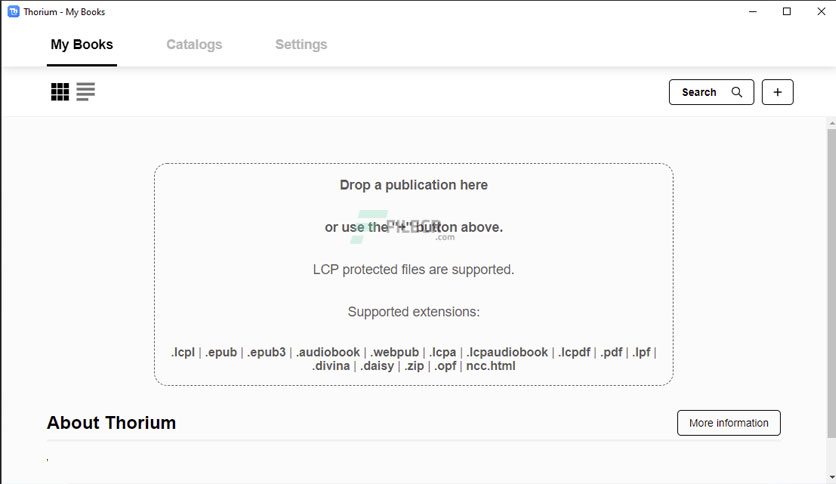 Thorium - My Books
My Books Catalogs Settings
Search
Drop a publication here
or use the "+" button above.
FILECR
.com
LCP protected files are supported.
Supported extensions:
.lcpl | .epub | .epub3 | .audiobook | .webpub | .lcpa | .lcpaudiobook | .lcpdf | .pdf | .lpf |
.divina | .daisy | .zip | .opf | ncc.html
About Thorium More information